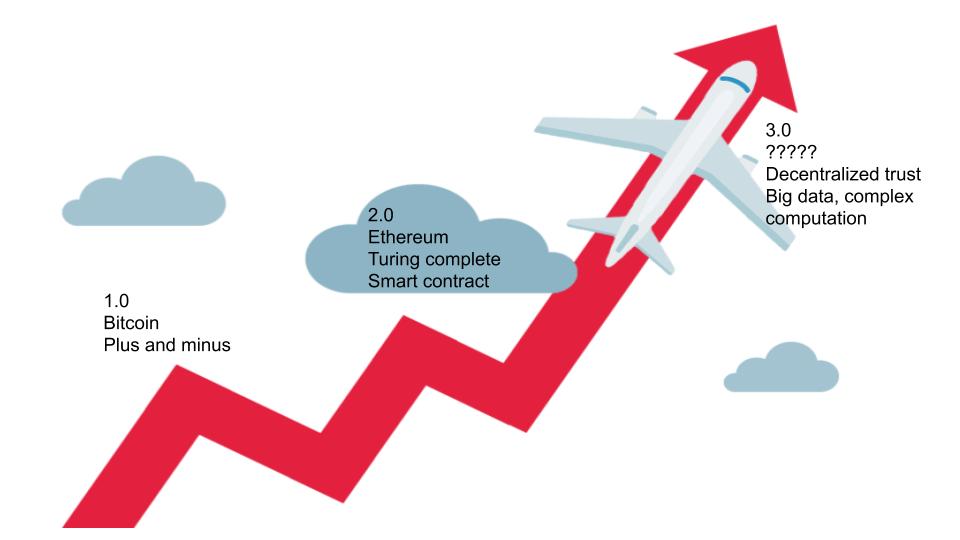 1.0
Bitcoin
Plus and minus
2.0
Ethereum
Turing complete
Smart contract
3.0
?????
Decentralized trust
Big data, complex
computation